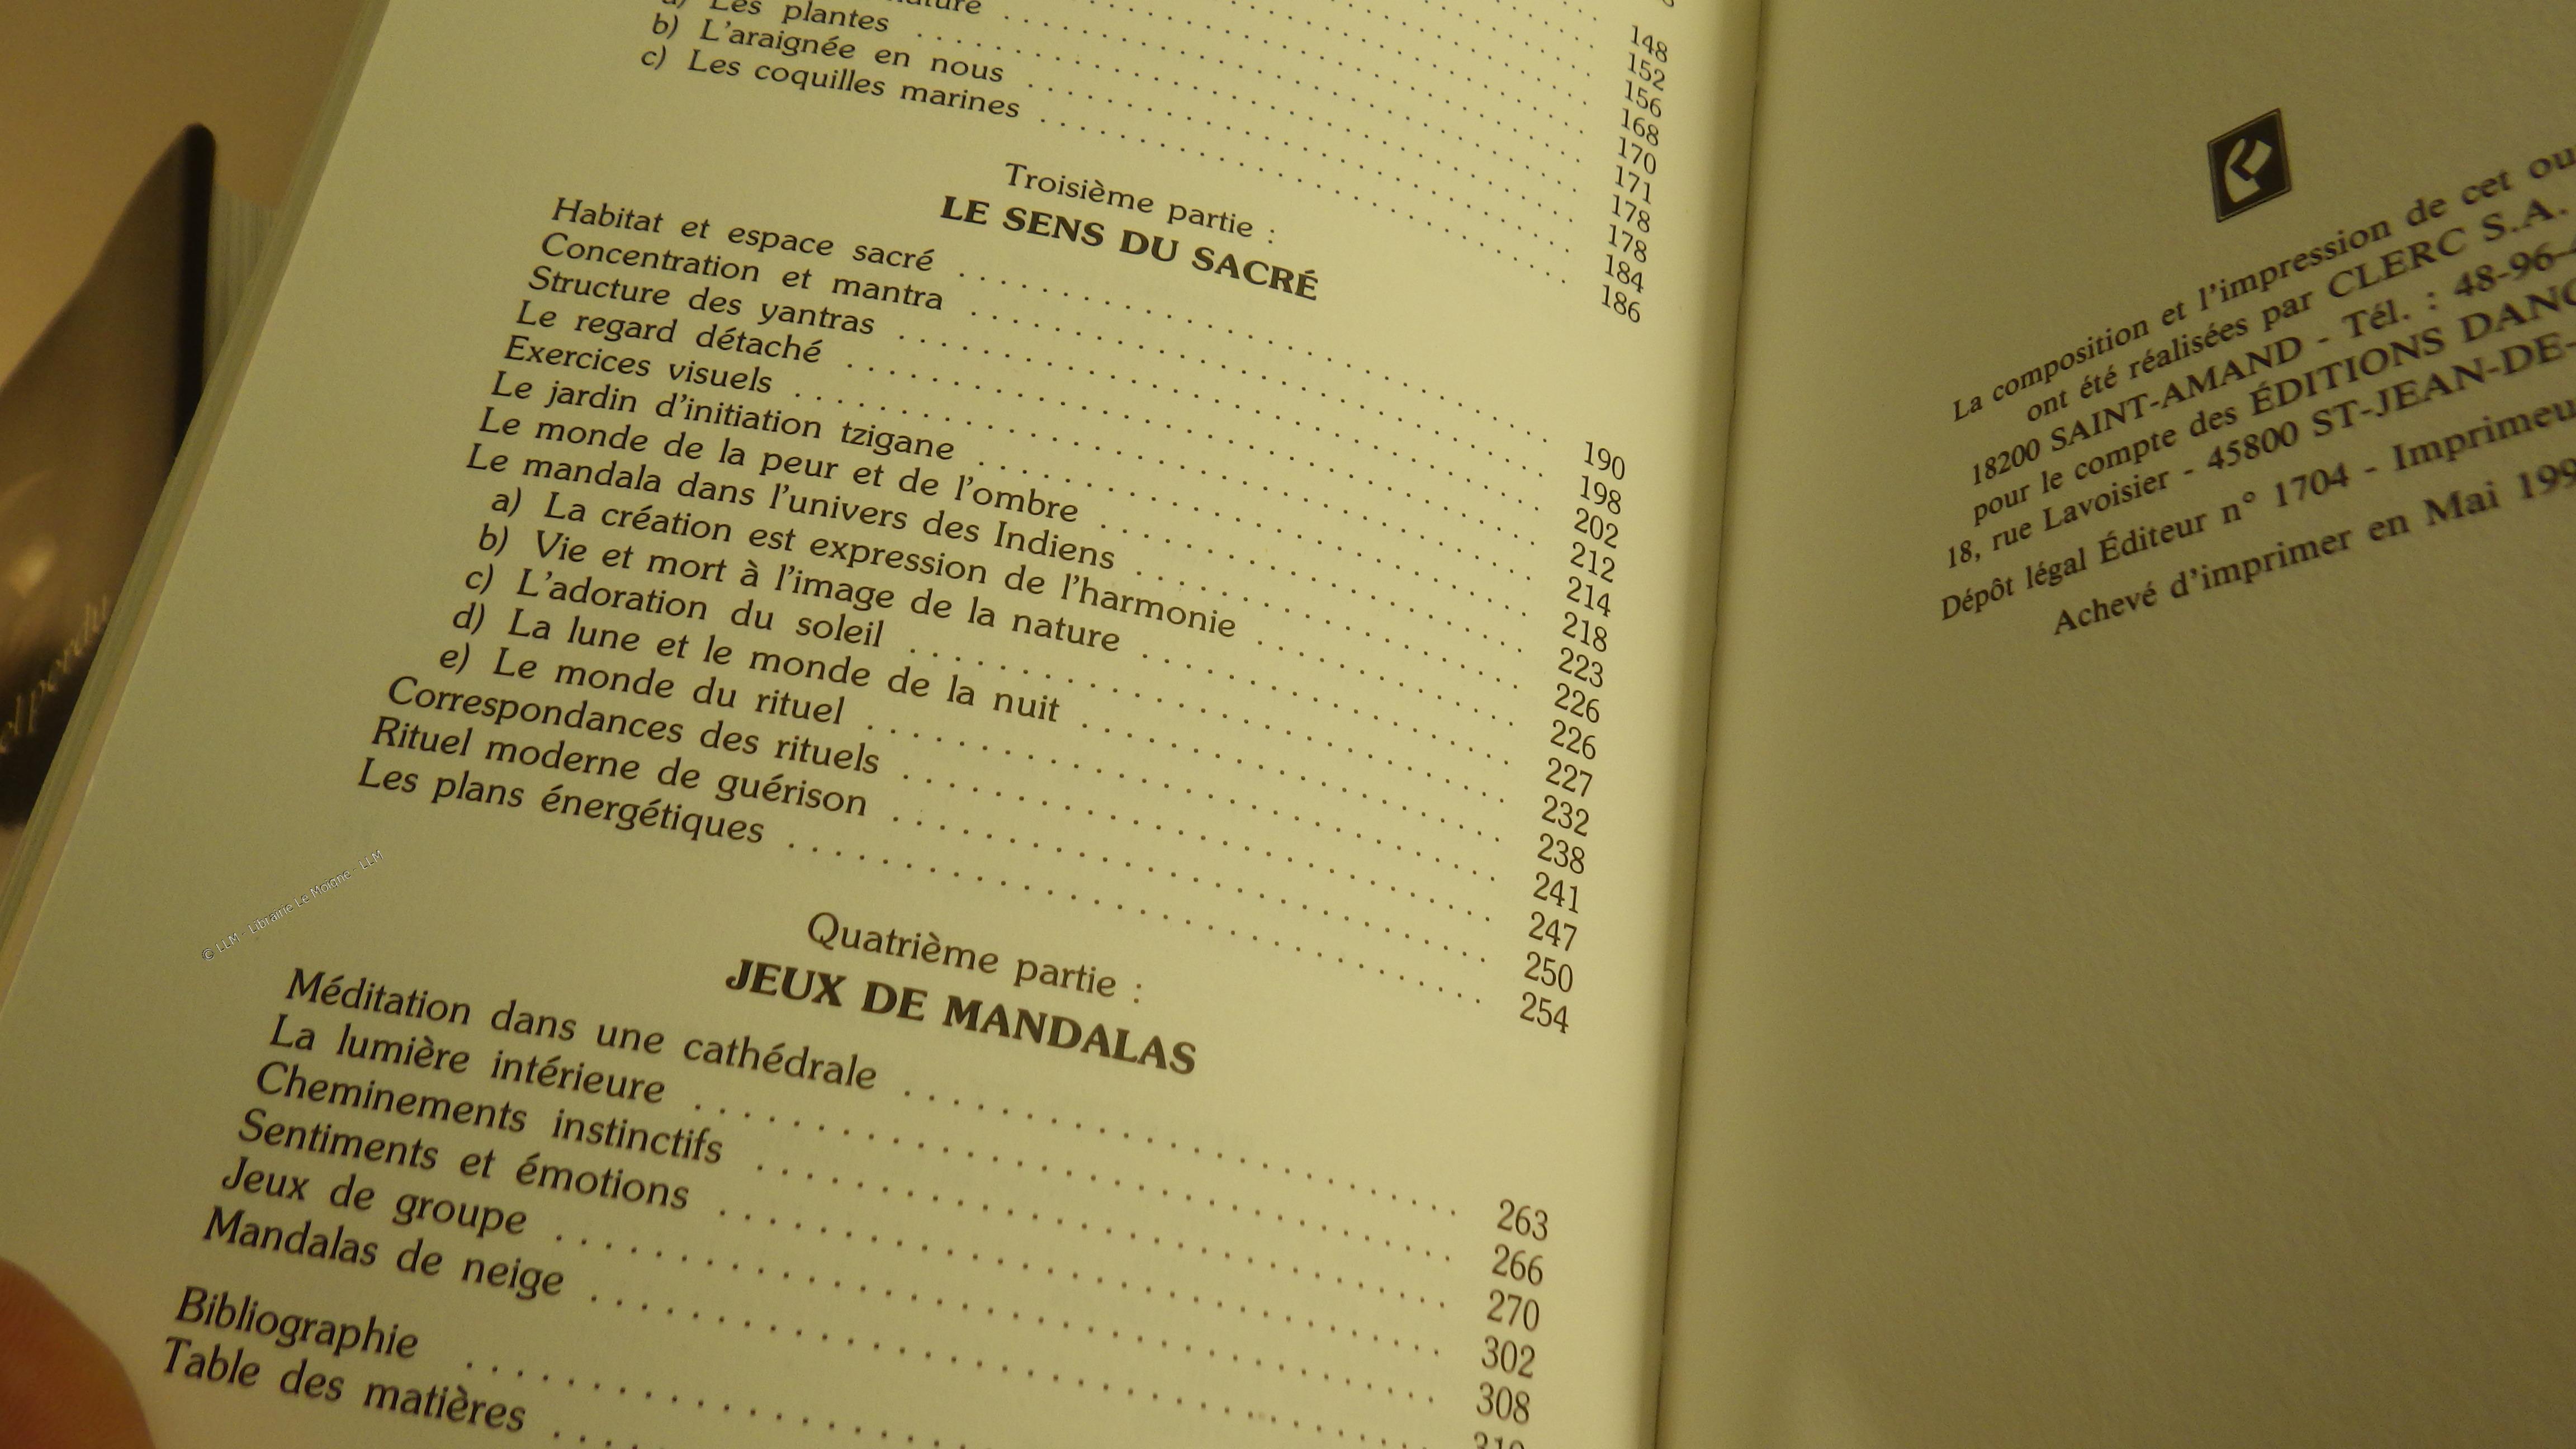 148
152
156
168
170
171
178
a) Les plantes 178
b) L'araignée en nous 184
c) Les coquilles marines 186
Troisième partie :
LE SENS DU SACRÉ
Habitat et espace sacré 190
Concentration et mantra 198
Structure des yantras 202
Le regard détaché 212
Exercices visuels 214
Le jardin d'initiation tzigane 218
Le monde de la peur et de l'ombre 223
Le mandala dans l'univers des Indiens 226
a) La création est expression de l'harmonie 226
b) Vie et mort à l'image de la nature 227
c) L'adoration du soleil 232
d) La lune et le monde de la nuit 238
e) Le monde du rituel 241
Correspondances des rituels 247
Rituel moderne de guérison 250
Les plans énergétiques 254
Quatrième partie :
JEUX DE MANDALAS
Méditation dans une cathédrale 263
La lumière intérieure 266
Cheminements instinctifs 270
Sentiments et émotions 302
Jeux de groupe 308
Mandalas de neige
Bibliographie
Table des matières
La composition et l'impression de cet
ont été réalisées par CLERC S.A.
18200 SAINT-AMAND - Tél. : 48-96-
pour le compte des ÉDITIONS
18, rue Lavoisier - 45800 ST-JEAN-DE-
Dépôt légal Éditeur n° 1704 -
Achevé d'imprimer en Mai
© LLM - Librairie Le Moigne - LLM